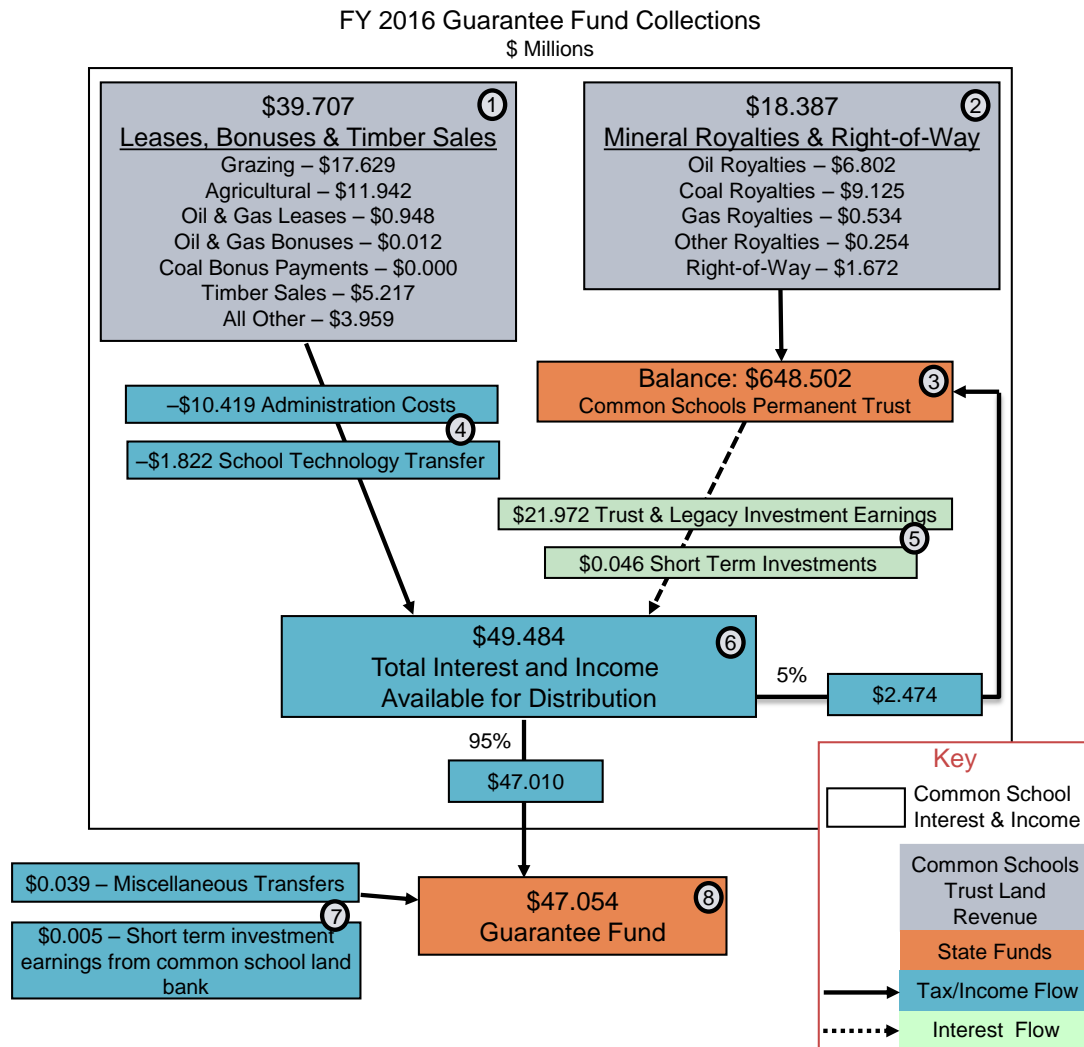 FY 2016 Guarantee Fund Collections
$ Millions
$39.707
1
Leases, Bonuses & Timber Sales
Grazing – $17.629
Agricultural – $11.942
Oil & Gas Leases – $0.948
Oil & Gas Bonuses – $0.012
Coal Bonus Payments – $0.000
Timber Sales – $5.217
All Other – $3.959
$18.387
2
Mineral Royalties & Right-of-Way
Oil Royalties – $6.802
Coal Royalties – $9.125
Gas Royalties – $0.534
Other Royalties – $0.254
Right-of-Way – $1.672
Balance: $648.502
3
Common Schools Permanent Trust
–$10.419 Administration Costs
4
–$1.822 School Technology Transfer
$21.972 Trust & Legacy Investment Earnings
5
$0.046 Short Term Investments
$49.484
6
Total Interest and Income
Available for Distribution
5%
$2.474
95%
$47.010
$0.039 – Miscellaneous Transfers
7
$0.005 – Short term investment
earnings from common school land
bank
$47.054
8
Guarantee Fund
Key
Common School
Interest & Income
Common Schools
Trust Land
Revenue
State Funds
Tax/Income Flow
Interest Flow